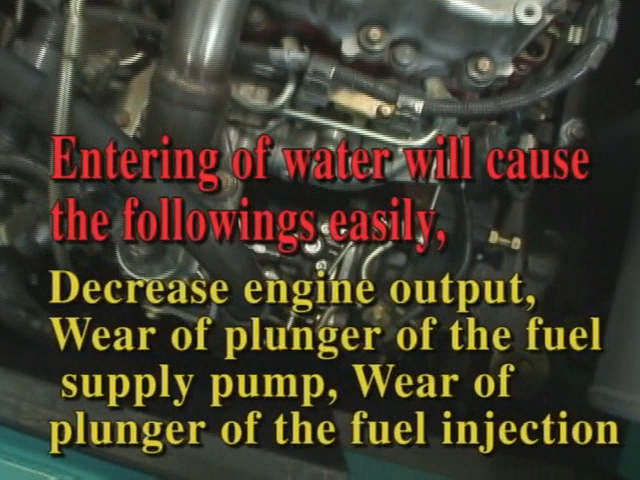 Entering of water will cause
the followings easily,
Decrease engine output,
Wear of plunger of the fuel
supply pump, Wear of
plunger of the fuel injection